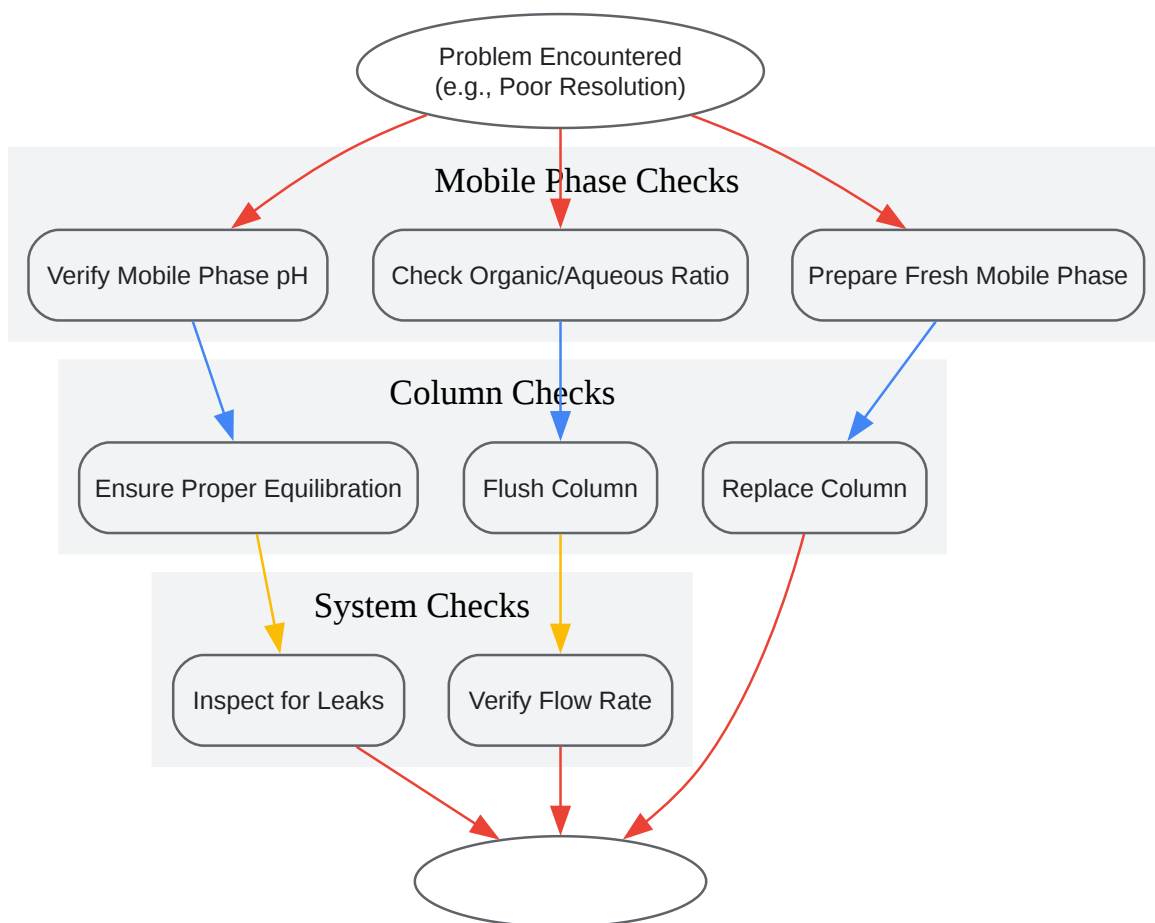 Problem Encountered
(e.g., Poor Resolution)
Mobile Phase Checks
Verify Mobile Phase pH
Check Organic/Aqueous Ratio
Prepare Fresh Mobile Phase
Column Checks
Ensure Proper Equilibration
Flush Column
Replace Column
System Checks
Inspect for Leaks
Verify Flow Rate